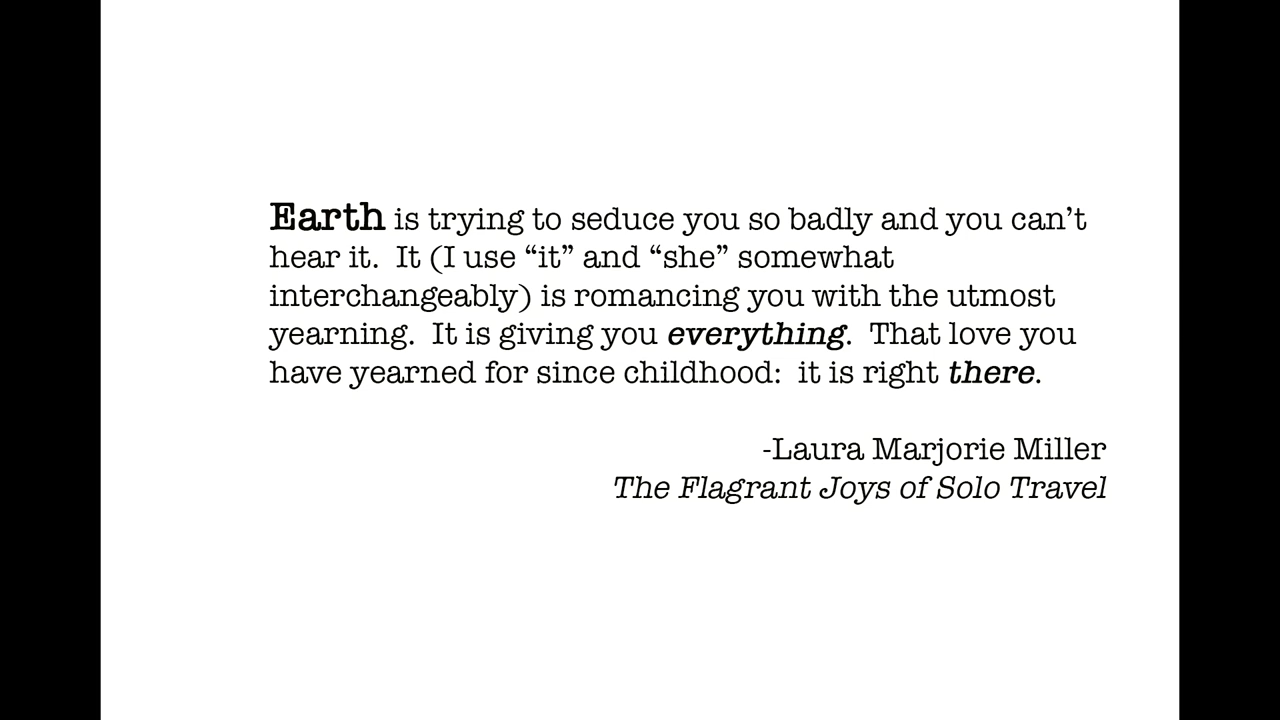 Earth is trying to seduce you so badly and you can’t
hear it.  It (I use “it” and “she” somewhat
interchangeably) is romancing you with the utmost
yearning.  It is giving you everything.  That love you
have yearned for since childhood:  it is right there.
-Laura Marjorie Miller
The Flagrant Joys of Solo Travel